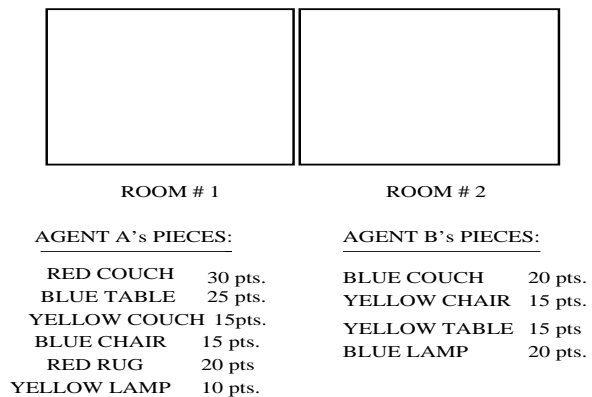 ROOM # 1 ROOM # 2
AGENT A's PIECES: AGENT B's PIECES:
RED COUCH 30 pts. BLUE COUCH 20 pts.
BLUE TABLE 25 pts. YELLOW CHAIR 15 pts.
YELLOW COUCH 15pts. YELLOW TABLE 15 pts
BLUE CHAIR 15 pts. BLUE LAMP 20 pts.
RED RUG 20 pts
YELLOW LAMP 10 pts.